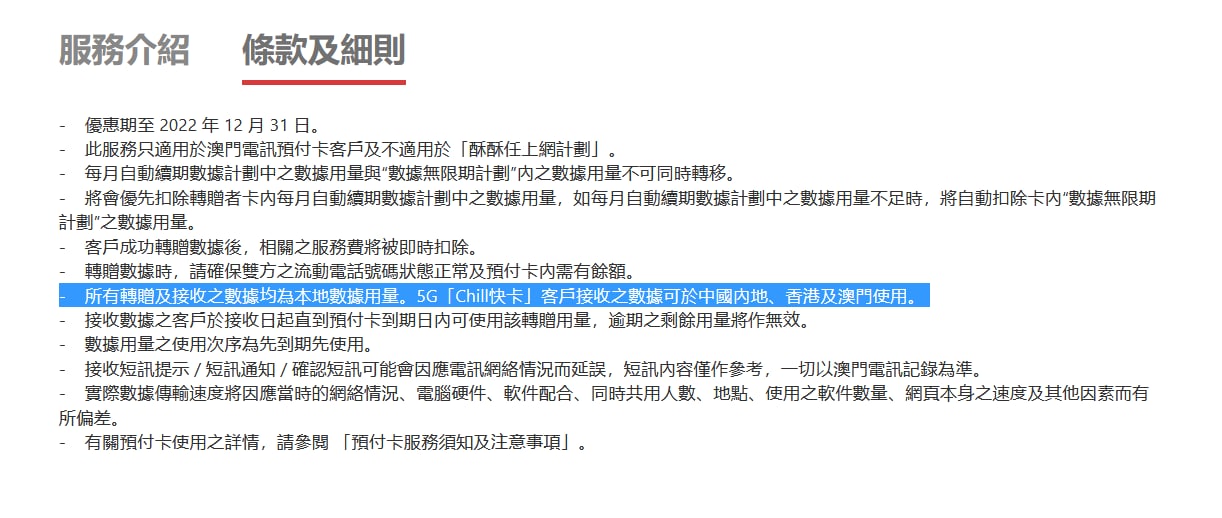 服務介紹 條款及細則
- 優惠期至 2022 年 12 月 31 日。
- 此服務只適用於澳門電訊預付卡客戶及不適用於「酥酥任上網計劃」。
- 每月自動續期數據計劃中之數據用量與“數據無限期計劃”内之數據用量不可同時轉移。
- 將會優先扣除轉贈者卡內每月自動續期數據計劃中之數據用量，如每月自動續期數據計劃中之數據用量不足時，將自動扣除卡內“數據無限期
計劃”之數據用量。
- 客戶成功轉贈數據後，相關之服務費將被即時扣除。
- 轉贈數據時，請確保雙方之流動電話號碼狀態正常及預付卡內需有餘額。
- 所有轉贈及接收之數據均為本地數據用量。5G「Chill快卡」客戶接收之數據可於中國內地、香港及澳門使用。
- 接收數據之客戶於接收日起直到預付卡到期日內可使用該轉贈用量，逾期之剩餘用量將作無效。
- 數據用量之使用次序為先到期先使用。
- 接收短訊提示 / 短訊通知 / 確認短訊可能會因應電訊網絡情況而延誤，短訊內容僅作參考，一切以澳門電訊記錄為準。
- 實際數據傳輸速度將因應當時的網絡情況、電腦硬件、軟件配合、同時共用人數、地點、使用之軟件數量、網頁本身之速度及其他因素而有
所偏差。
- 有關預付卡使用之詳情，請參閱 「預付卡服務須知及注意事項」。